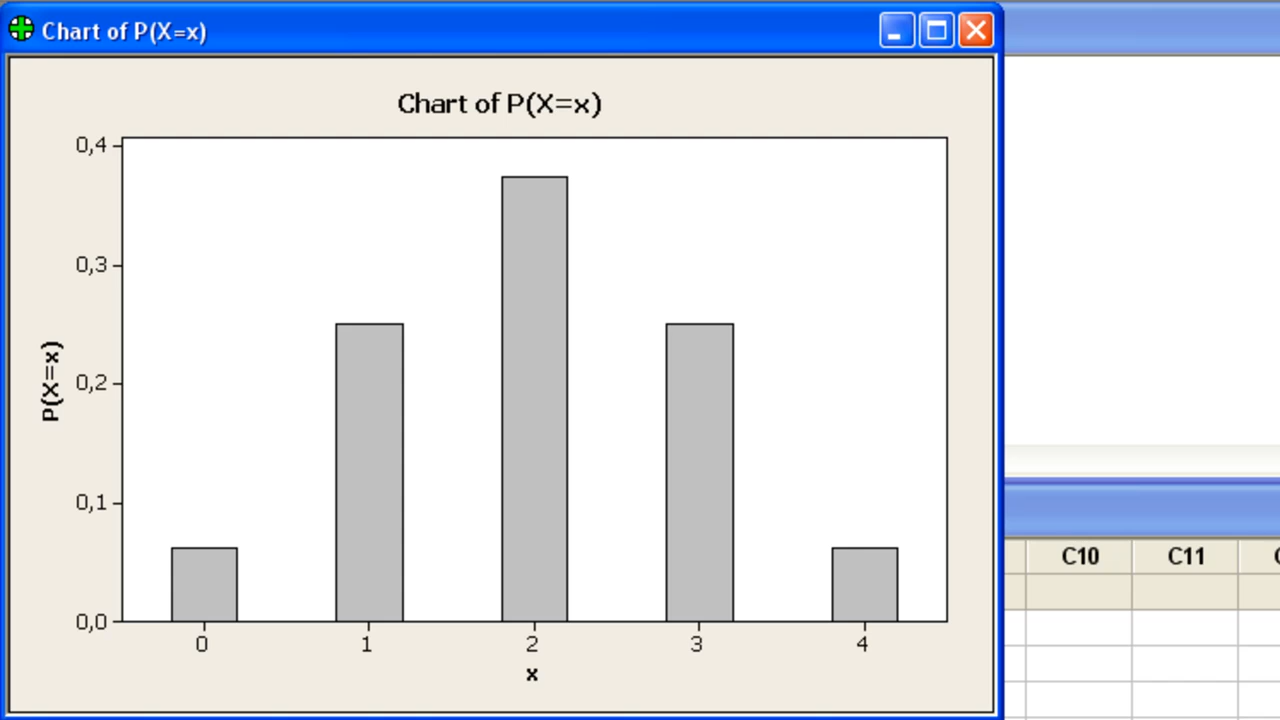 Chart of P(X=x)
Chart of P(X=x)
0,4
0,3
0,2
0,1
0,0
P(X=x)
0 1 2 3 4
x
C10 C11